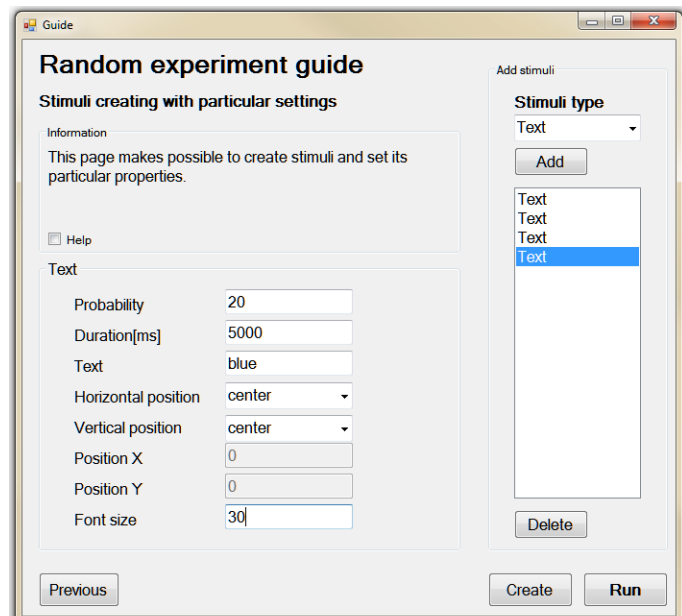 Guide
Random experiment guide
Stimuli creating with particular settings
Information
This page makes possible to create stimuli and set its
particular properties.
Help
Text
Probability 20
Duration[ms] 5000
Text blue
Horizontal position center
Vertical position center
Position X 0
Position Y 0
Font size 30
Add stimuli
Stimuli type
Text
Add
Text
Text
Text
Text
Delete
Previous
Create
Run